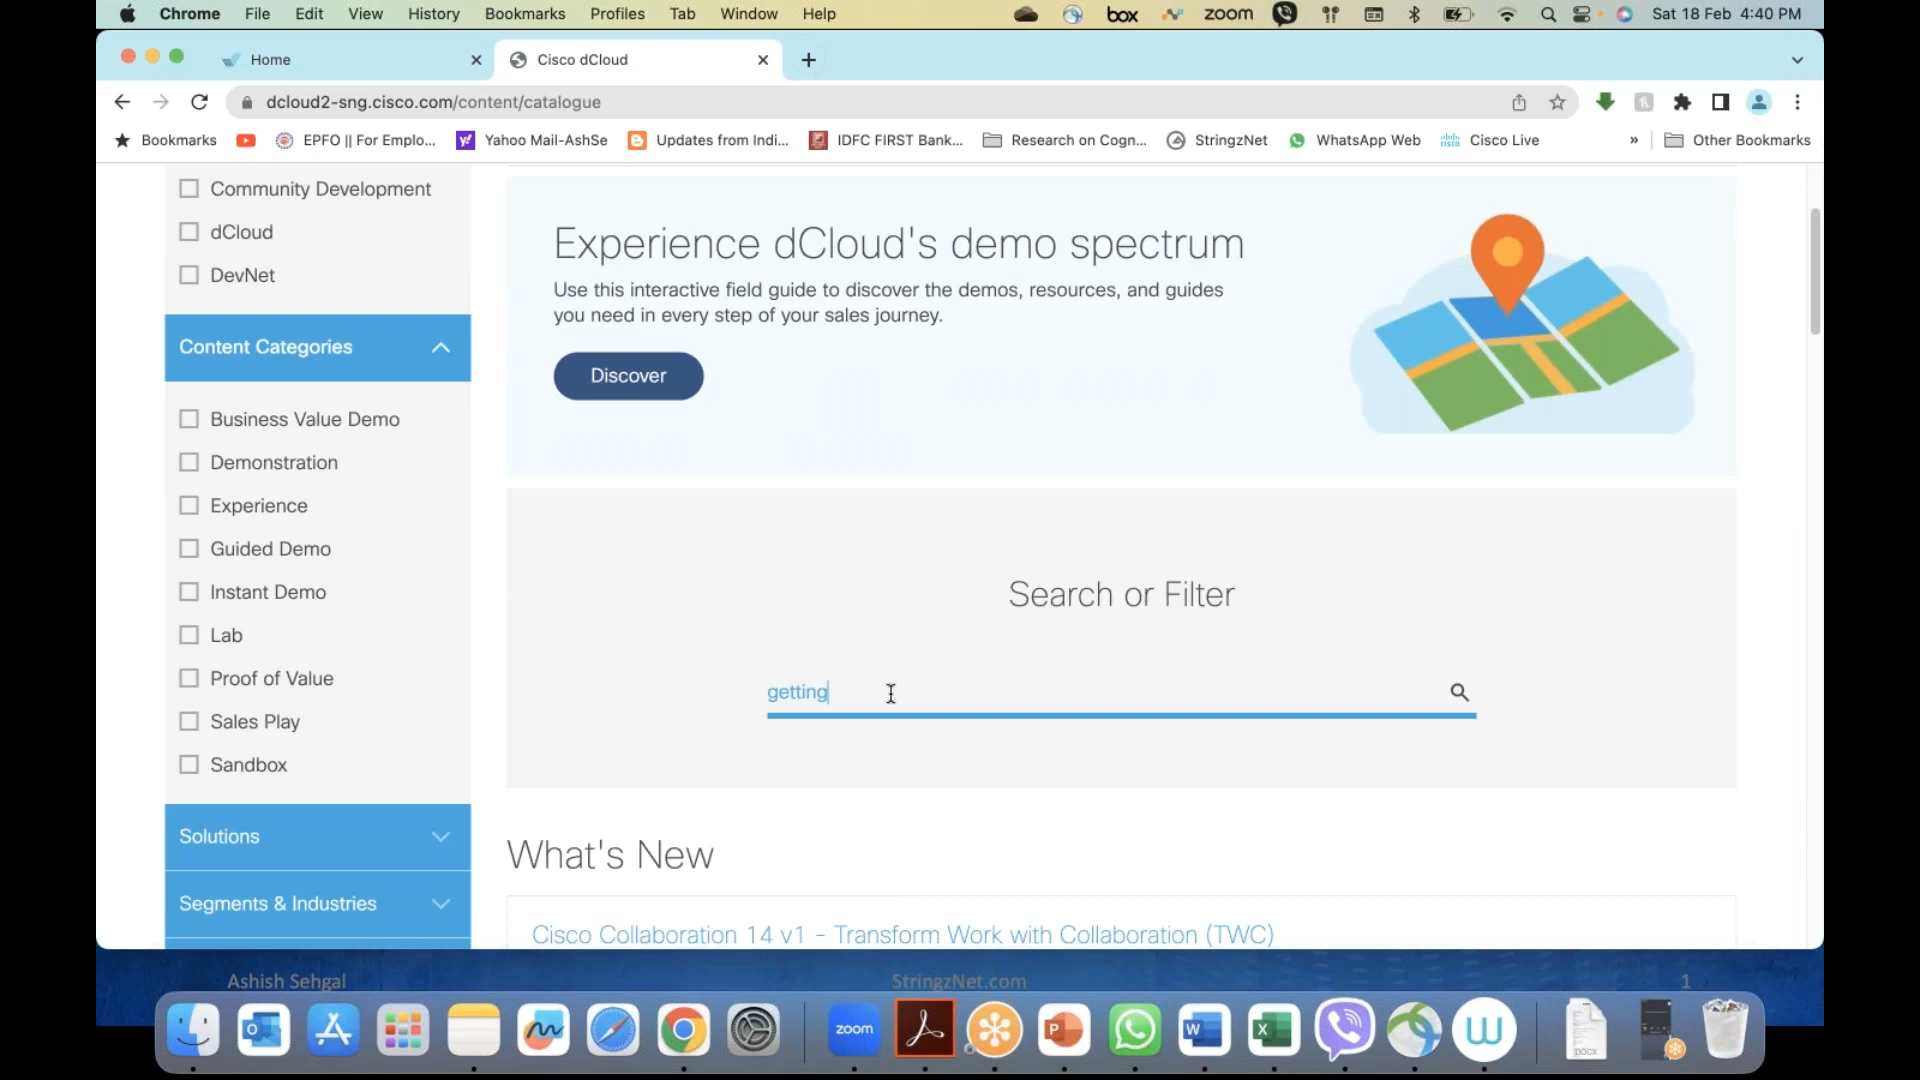 Chrome File Edit View History Bookmarks Profiles Tab Window Help box zoom Sat 18 Feb 4:40 PM
Home Cisco dCloud
dcloud2-sng.cisco.com/content/catalogue
Bookmarks EPFO || For Emplo... Yahoo Mail-AshSe Updates from Indi... IDFC FIRST Bank... Research on Cogn... StringzNet WhatsApp Web Cisco Live » Other Bookmarks
Community Development
dCloud
DevNet
Content Categories
Business Value Demo
Demonstration
Experience
Guided Demo
Instant Demo
Lab
Proof of Value
Sales Play
Sandbox
Solutions
Segments & Industries
Experience dCloud's demo spectrum
Use this interactive field guide to discover the demos, resources, and guides
you need in every step of your sales journey.
Discover
Search or Filter
getting
What's New
Cisco Collaboration 14 v1 - Transform Work with Collaboration (TWC)
Ashish Sehgal StringzNet.com 1
zoom
DOCX